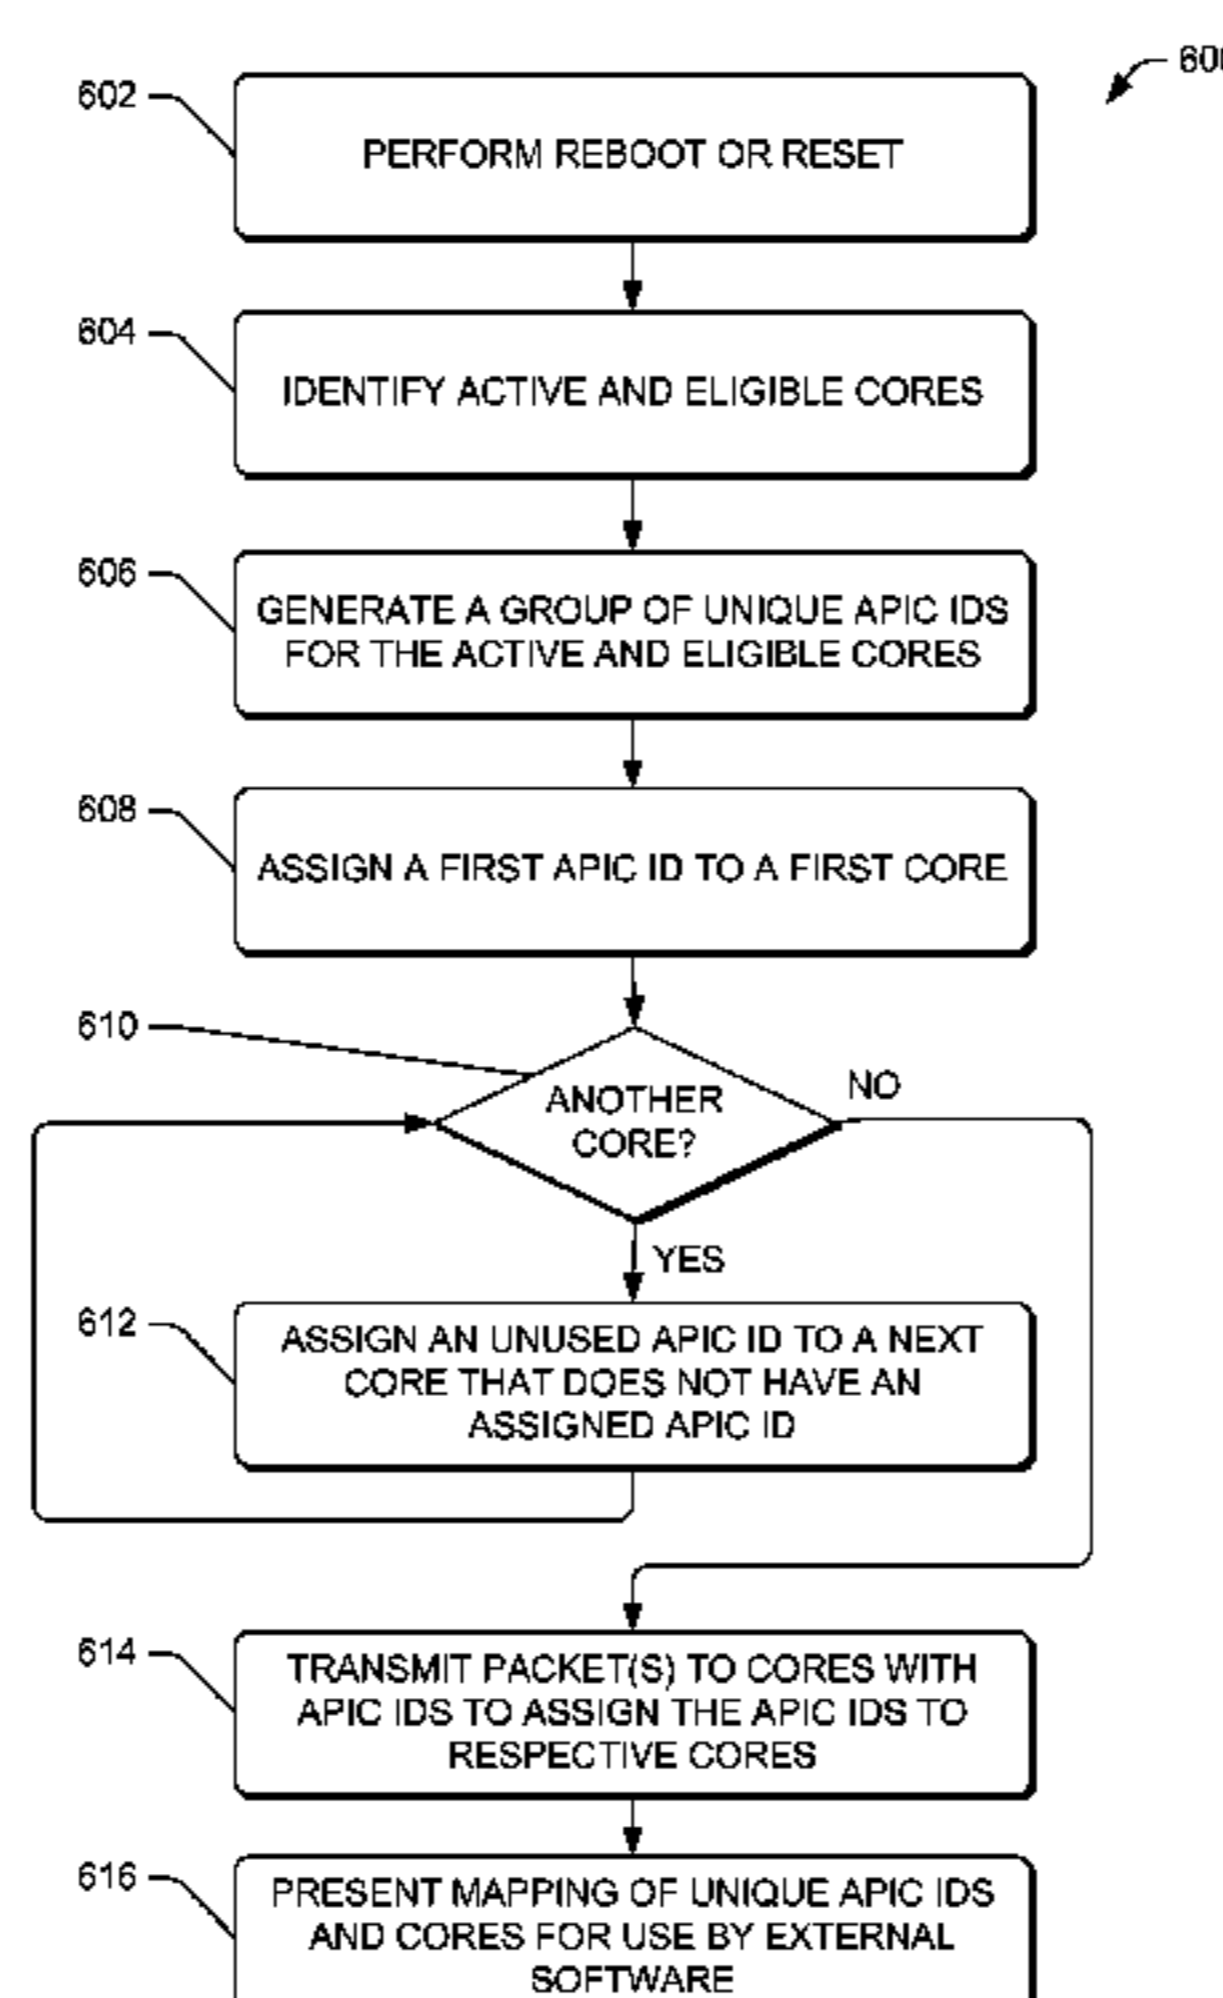 602
PERFORM REBOOT OR RESET
604
IDENTIFY ACTIVE AND ELIGIBLE CORES
606
GENERATE A GROUP OF UNIQUE APIC IDS
FOR THE ACTIVE AND ELIGIBLE CORES
608
ASSIGN A FIRST APIC ID TO A FIRST CORE
610
ANOTHER
CORE?
NO
YES
612
ASSIGN AN UNUSED APIC ID TO A NEXT
CORE THAT DOES NOT HAVE AN
ASSIGNED APIC ID
614
TRANSMIT PACKET(S) TO CORES WITH
APIC IDS TO ASSIGN THE APIC IDS TO
RESPECTIVE CORES
616
PRESENT MAPPING OF UNIQUE APIC IDS
AND CORES FOR USE BY EXTERNAL
SOFTWARE